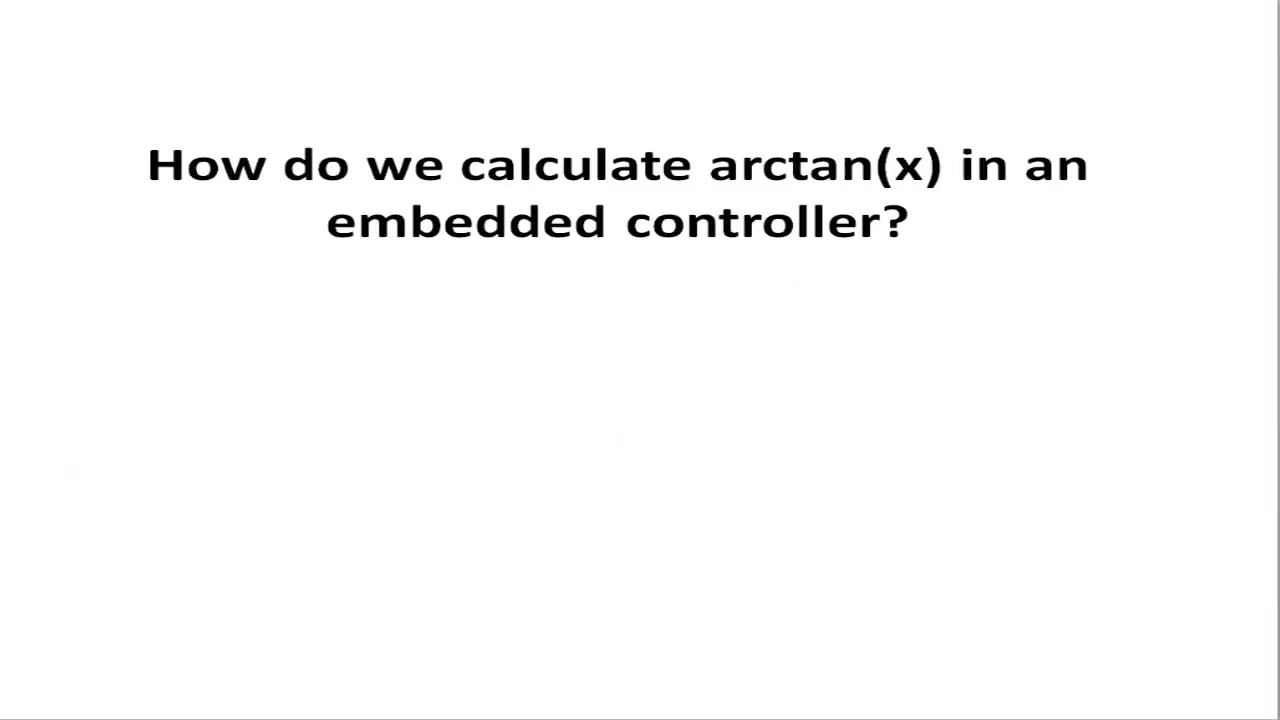 How do we calculate arctan(x) in an
embedded controller?